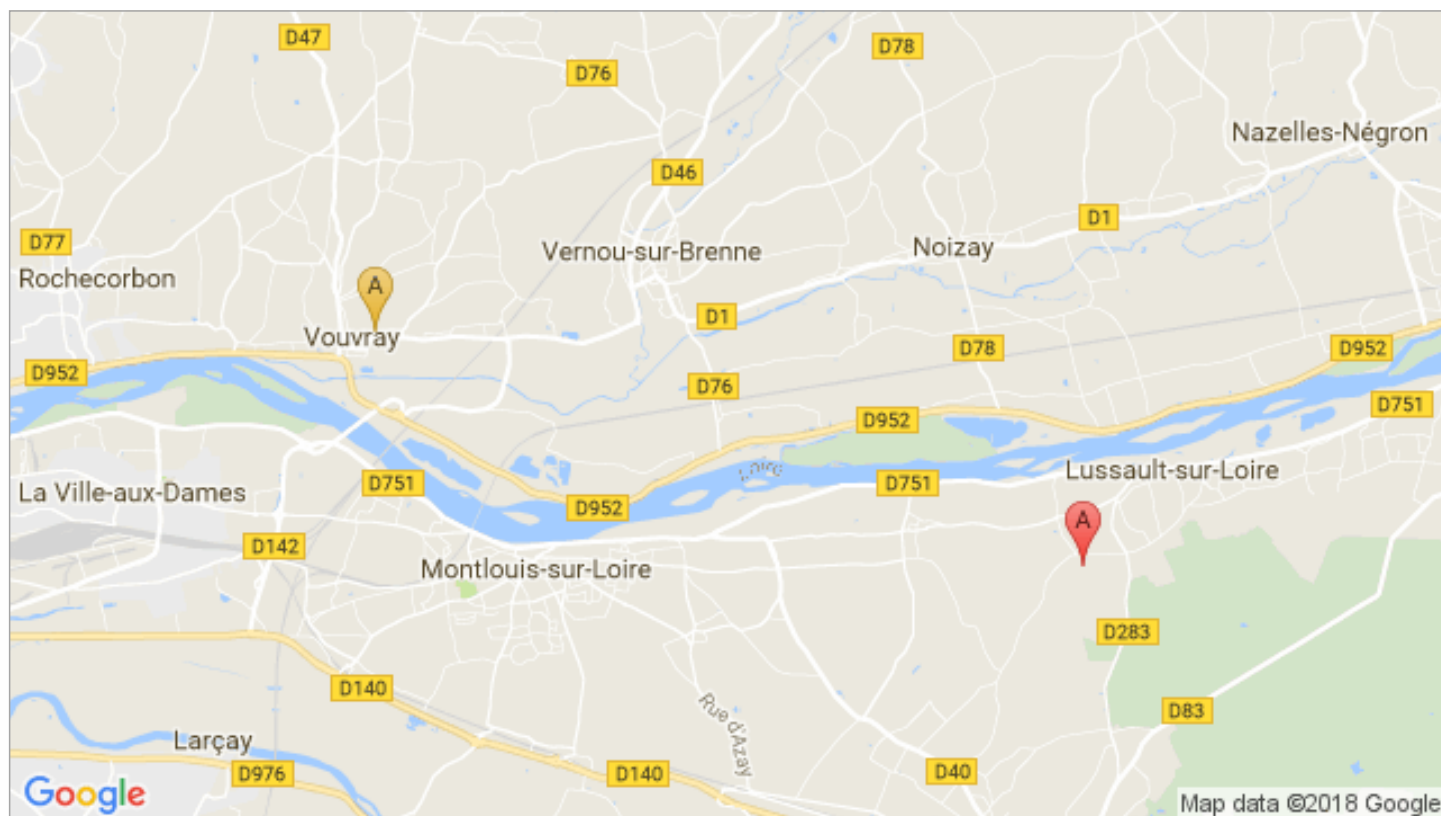 D47
D78
D76
Nazelles-Négron
D46
D1
D77
Vernou-sur-Brenne
Noizay
Rochecorbon
A
D1
Vouvray
D78
D952
D952
D76
D751
D952
Loire
Lussault-sur-Loire
D751
D751
La Ville-aux-Dames
D952
A
D142
Montlouis-sur-Loire
D283
D140
Rue d'Azay
D83
Larçay
D976
D140
D40
Google
Map data ©2018 Google